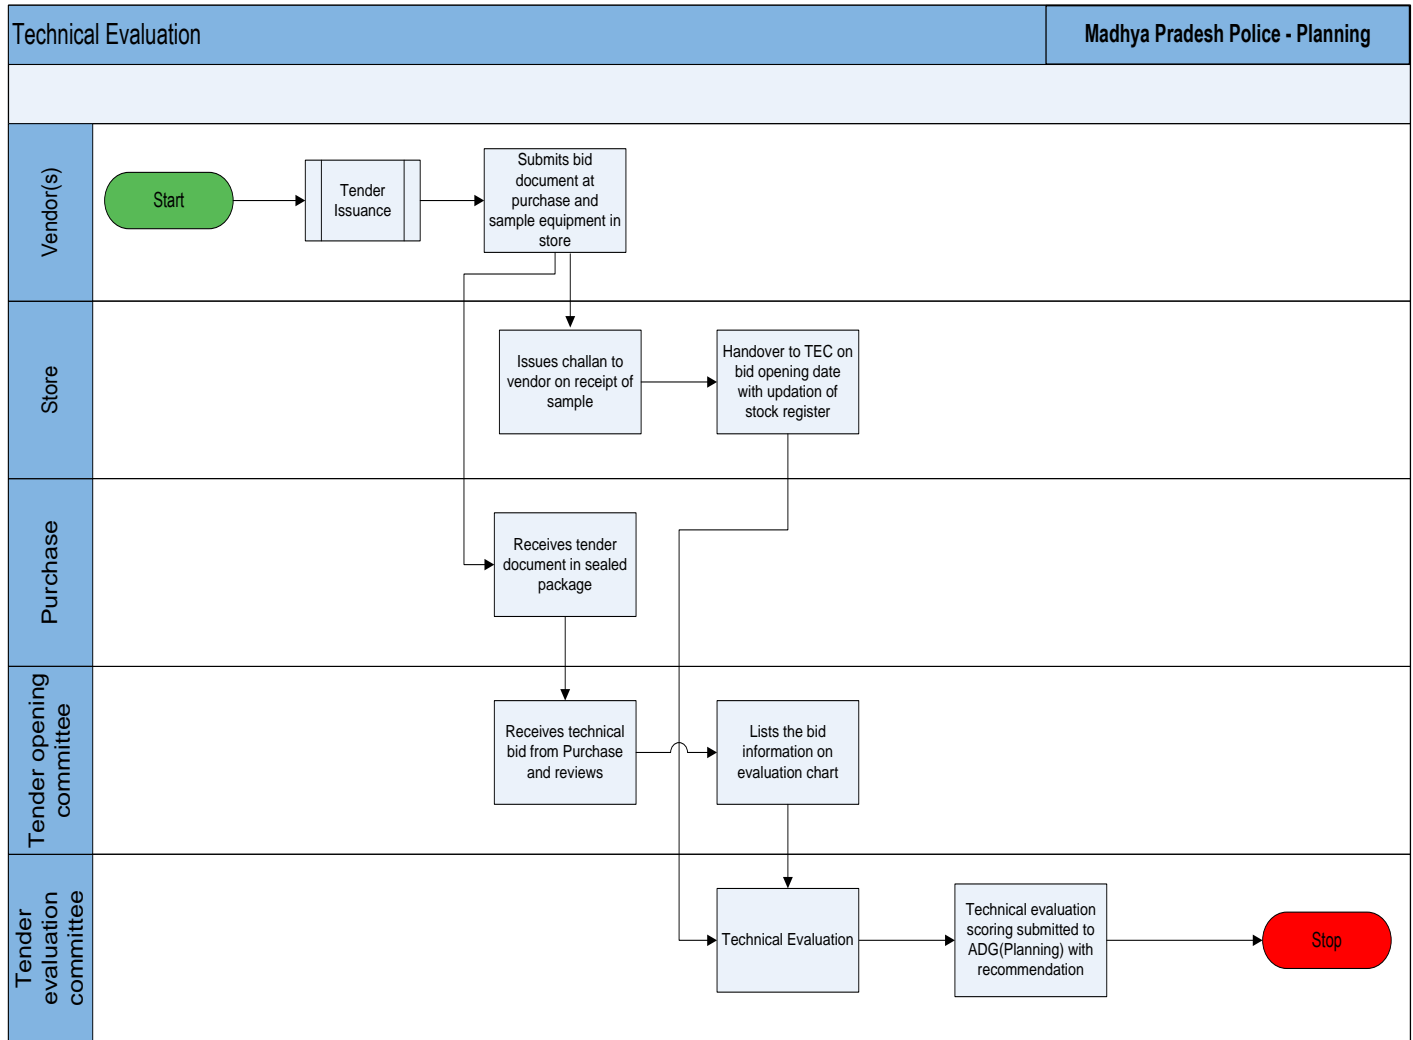 Technical Evaluation
Madhya Pradesh Police - Planning
Vendor(s)
Start
Tender
Issuance
Submits bid
document at
purchase and
sample equipment in
store
Store
Issues challan to
vendor on receipt of
sample
Handover to TEC on
bid opening date
with updation of
stock register
Purchase
Receives tender
document in sealed
package
Tender opening
committee
Receives technical
bid from Purchase
and reviews
Lists the bid
information on
evaluation chart
Tender
evaluation
committee
Technical Evaluation
Technical evaluation
scoring submitted to
ADG(Planning) with
recommendation
Stop